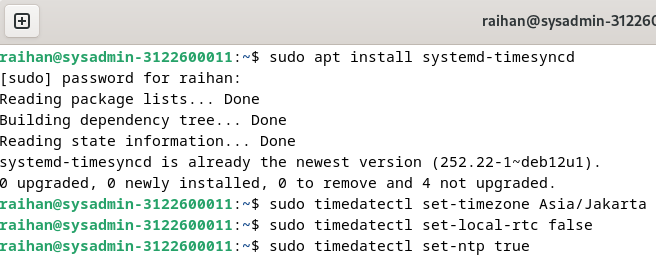 raihan@sysadmin-312260
raihan@sysadmin-3122600011:~$ sudo apt install systemd-timesyncd
[sudo] password for raihan:
Reading package lists... Done
Building dependency tree... Done
Reading state information... Done
systemd-timesyncd is already the newest version (252.22-1~deb12u1).
0 upgraded, 0 newly installed, 0 to remove and 4 not upgraded.
raihan@sysadmin-3122600011:~$ sudo timedatectl set-timezone Asia/Jakarta
raihan@sysadmin-3122600011:~$ sudo timedatectl set-local-rtc false
raihan@sysadmin-3122600011:~$ sudo timedatectl set-ntp true